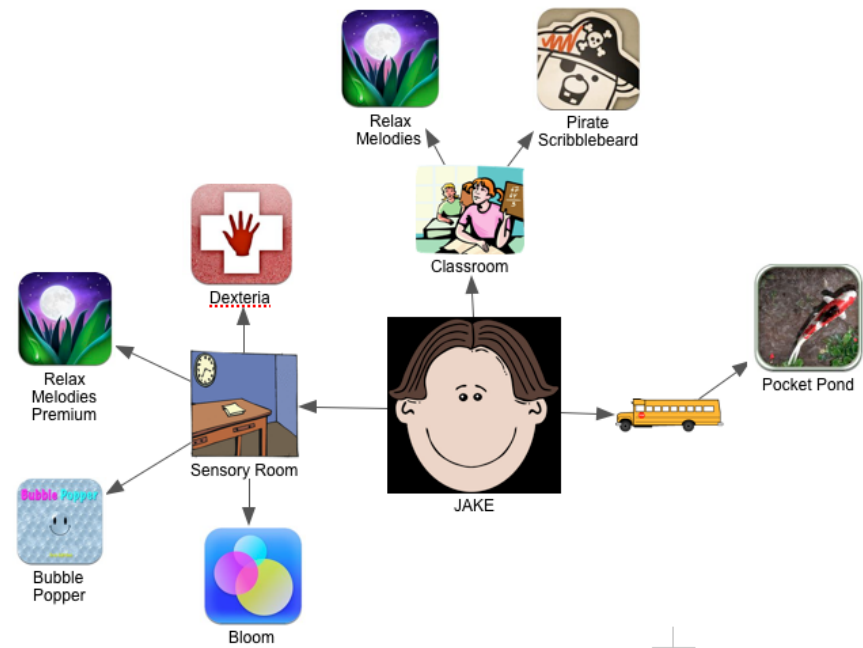 Relax
Melodies
Pirate
Scribblebeard
Classroom
Dexteria
Relax
Melodies
Premium
Pocket Pond
Sensory Room
JAKE
Bubble Popper
Bubble
Popper
Bloom